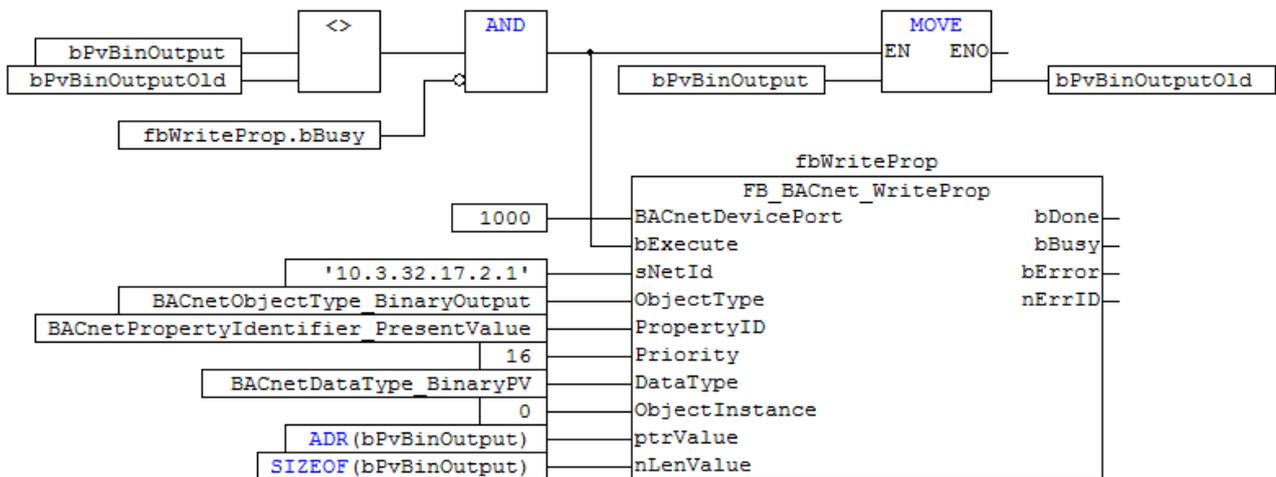 <> AND MOVE
bPvBinOutput EN ENO
bPvBinOutputOld bPvBinOutput bPvBinOutputOld
fbWriteProp.bBusy
fbWriteProp
FB_BACnet_WriteProp
1000 BACnetDevicePort bDone
bExecute bBusy
'10.3.32.17.2.1' sNetId bError
BACnetObjectType_BinaryOutput ObjectType nErrID
BACnetPropertyIdentifier_PresentValue PropertyID
16 Priority
BACnetDataType_BinaryPV DataType
0 ObjectInstance
ADR(bPvBinOutput) ptrValue
SIZEOF(bPvBinOutput) nLenValue